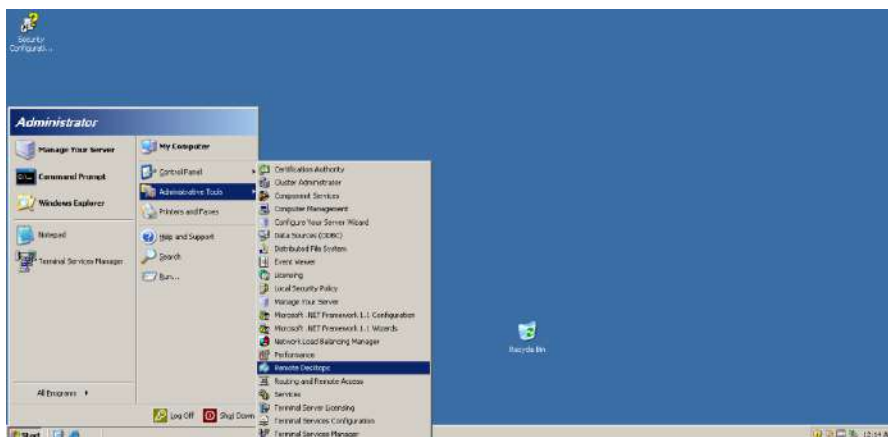 Security
Configurati...
Administrator
Manage Your Server
Command Prompt
Windows Explorer
Notepad
Terminal Services Manager
All Programs
My Computer
Control Panel
Administrative Tools
Printers and Faxes
Help and Support
Search
Run...
Log Off
Shut Down
Certification Authority
Cluster Administrator
Component Services
Computer Management
Configure Your Server Wizard
Data Sources (ODBC)
Distributed File System
Event Viewer
Licensing
Local Security Policy
Manage Your Server
Microsoft .NET Framework 1.1 Configuration
Microsoft .NET Framework 1.1 Wizards
Network Load Balancing Manager
Performance
Remote Desktops
Routing and Remote Access
Services
Terminal Server Licensing
Terminal Services Configuration
Terminal Services Manager
Recycle Bin
Start